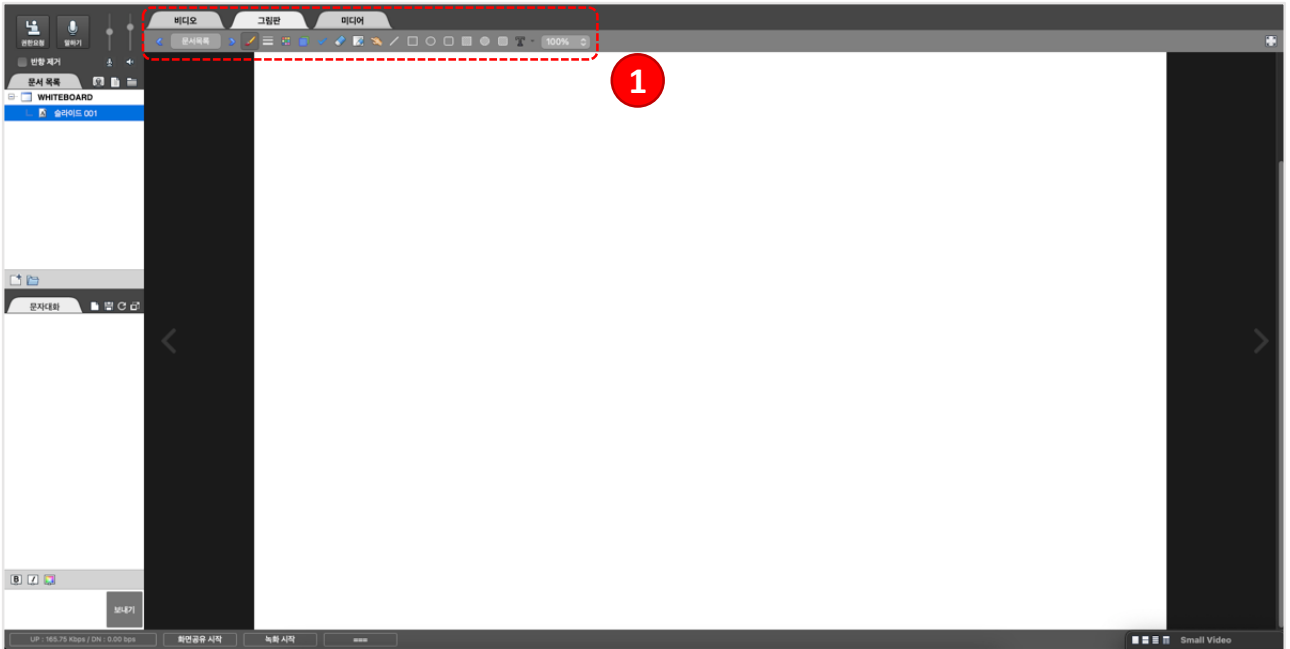 비디오 그림판 미디어
권한요청 말하기
문서목록 100%
반향 제거
1
문서 목록
WHITEBOARD
슬라이드 001
문자대화
B I
보내기
UP : 165.75 Kbps / DN : 0.00 bps 화면공유 시작 녹화 시작 === Small Video